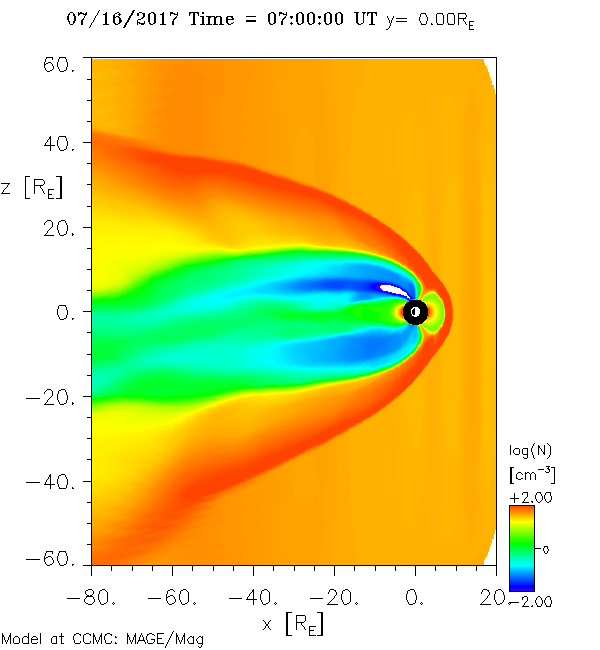 07/16/2017 Time = 07:00:00 UT y= 0.00R_E
60.
40.
z [R_E]
20.
0.
−20.
−40.
−60.
−80. −60. −40. −20. 0. 20.
x [R_E]
log(N)
[cm⁻³]
+2.00
0
−2.00
Model at CCMC: MAGE/Mag